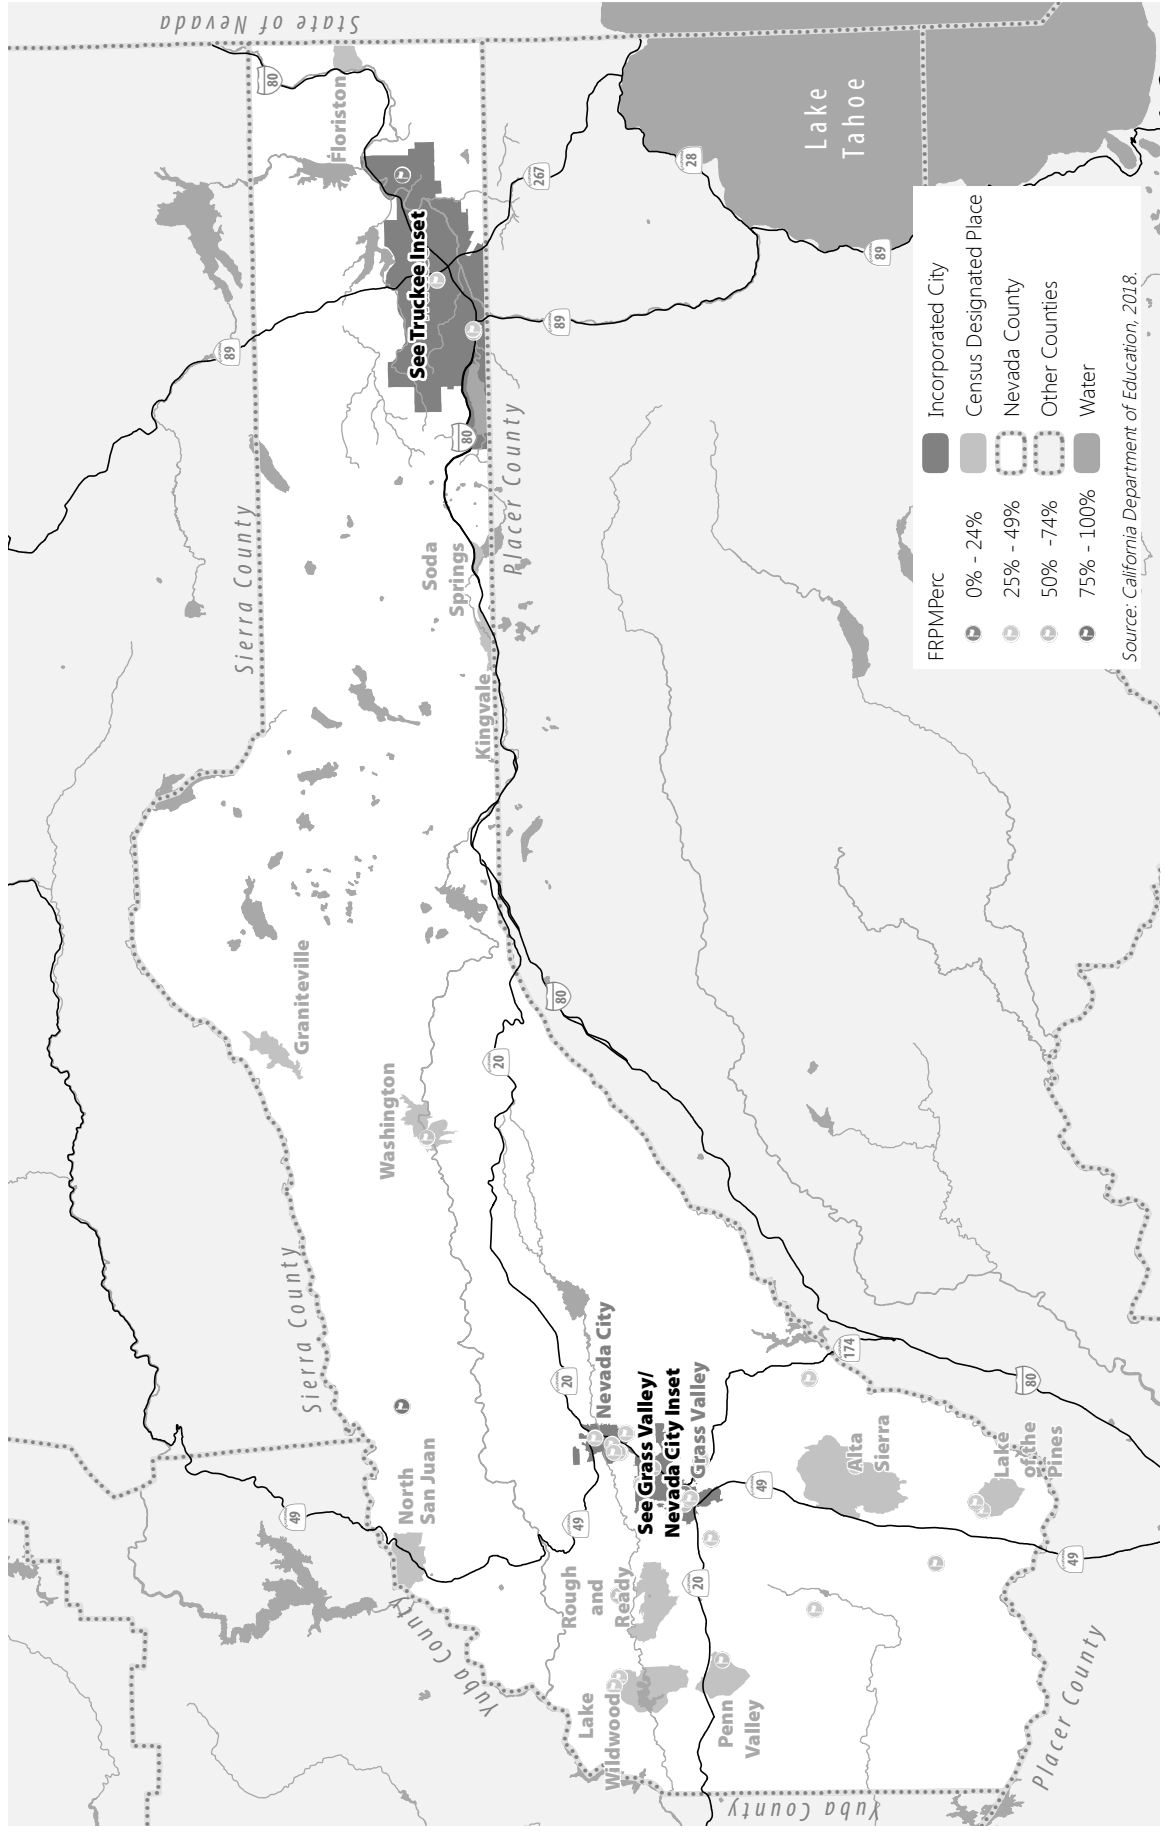 State of Nevada
Sierra County
Sierra County
Yuba County
Yuba County
Placer County
Placer County
Lake
Tahoe
Floriston
See Truckee Inset
Soda
Springs
Kingvale
Graniteville
Washington
North
San Juan
Nevada City
See Grass Valley/
Nevada City Inset
Grass Valley
Rough
and
Ready
Lake
Wildwood
Penn
Valley
Alta
Sierra
Lake
of the
Pines
80
89
267
28
89
89
80
80
20
20
49
49
174
80
49
20
49
FRPMPerc
0% - 24%
25% - 49%
50% -74%
75% - 100%
Incorporated City
Census Designated Place
Nevada County
Other Counties
Water
Source: California Department of Education, 2018.